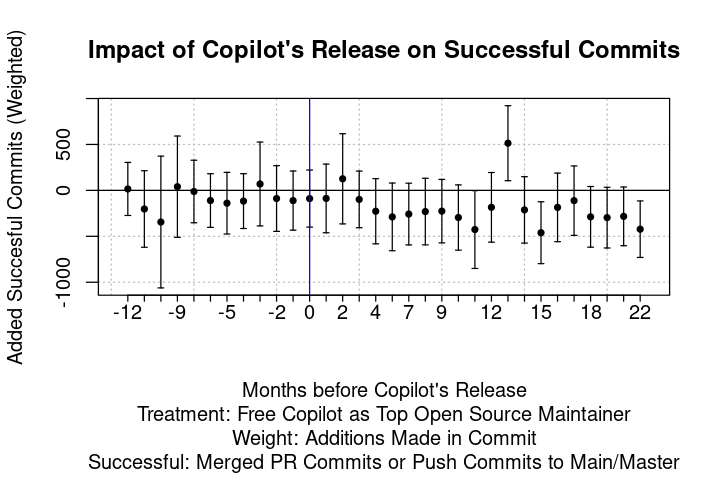 Impact of Copilot's Release on Successful Commits
Added Succesful Commits (Weighted)
500
0
-1000
-12 -9 -5 -2 0 2 4 7 9 12 15 18 22
Months before Copilot's Release
Treatment: Free Copilot as Top Open Source Maintainer
Weight: Additions Made in Commit
Successful: Merged PR Commits or Push Commits to Main/Master